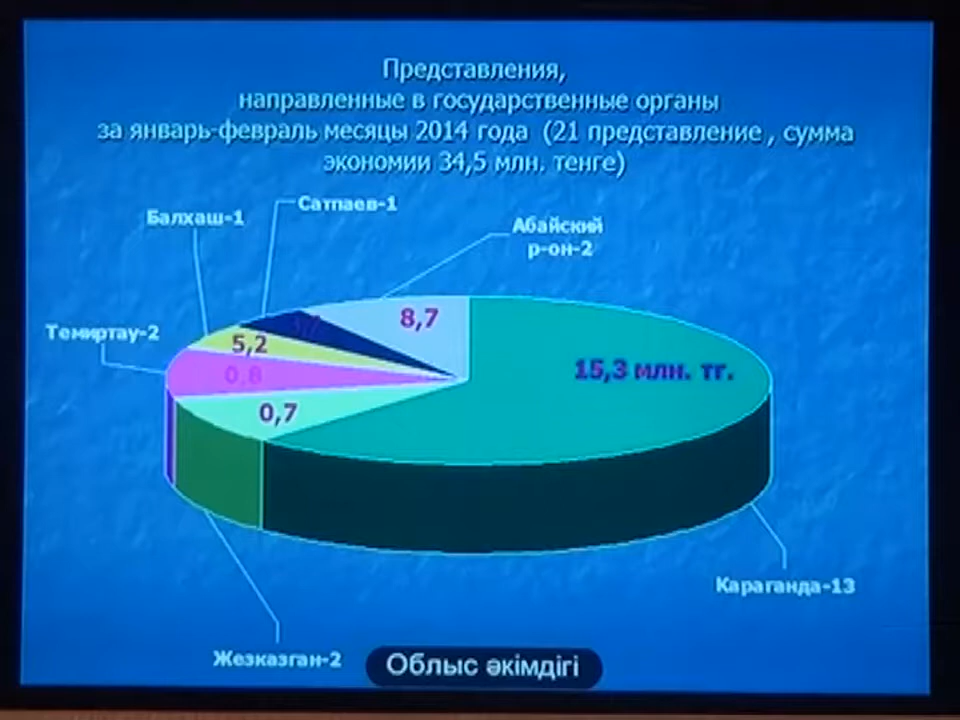 Представления,
направленные в государственные органы
за январь-февраль месяцы 2014 года (21 представление , сумма
экономии 34,5 млн. тенге)
Сатпаев-1
Балхаш-1
Абайский
р-он-2
Темиртау-2
8,7
5,2
0,8
0,7
15,3 млн. тг.
Караганда-13
Жезказган-2
Облыс әкімдігі